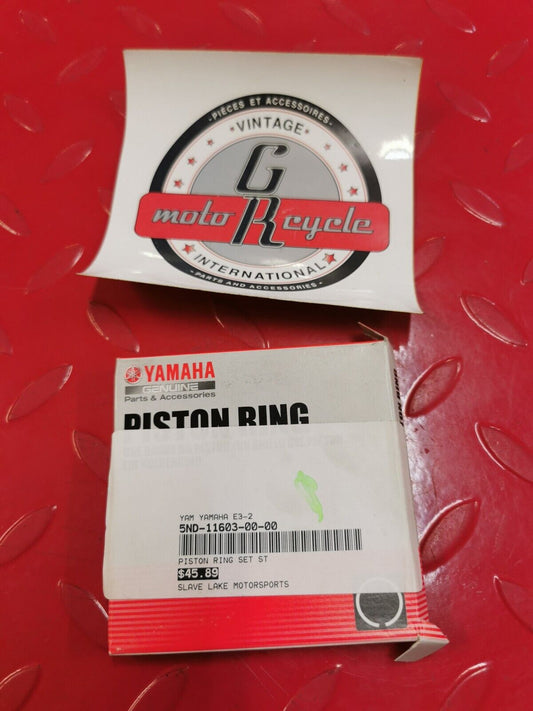 -PIÈCES ET ACCESSOIRES-
VINTAGE
GR
moto cycle
INTERNATIONAL
-PARTS AND ACCESSORIES-
YAMAHA
GENUINE
Parts & Accessories
PISTON RING
YAM YAMAHA E3-2
5ND-11603-00-00
PISTON RING SET ST
$45.89
SLAVE LAKE MOTORSPORTS